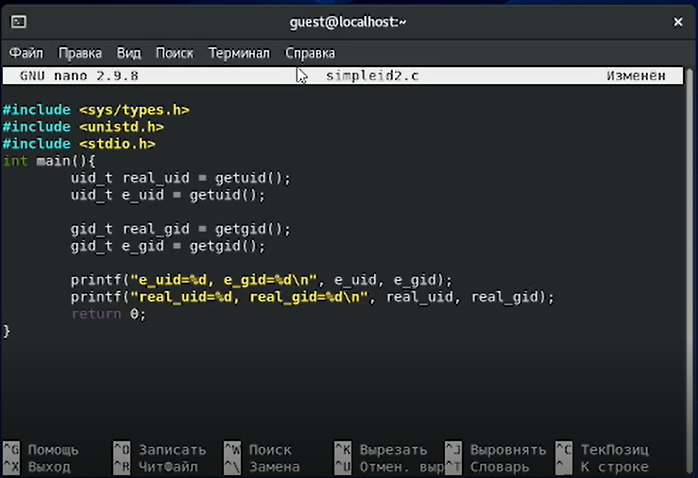 guest@localhost:~
Файл Правка Вид Поиск Терминал Справка
GNU nano 2.9.8 simpleid2.c Изменён
#include <sys/types.h>
#include <unistd.h>
#include <stdio.h>
int main(){
uid_t real_uid = getuid();
uid_t e_uid = getuid();
gid_t real_gid = getgid();
gid_t e_gid = getgid();
printf("e_uid=%d, e_gid=%d\n", e_uid, e_gid);
printf("real_uid=%d, real_gid=%d\n", real_uid, real_gid);
return 0;
}
^G Помощь ^O Записать ^W Поиск ^K Вырезать ^J Выровнять ^C ТекПозиц
^X Выход ^R ЧитФайл ^\ Замена ^U Отмен. выр ^T Словарь ^_ К строке